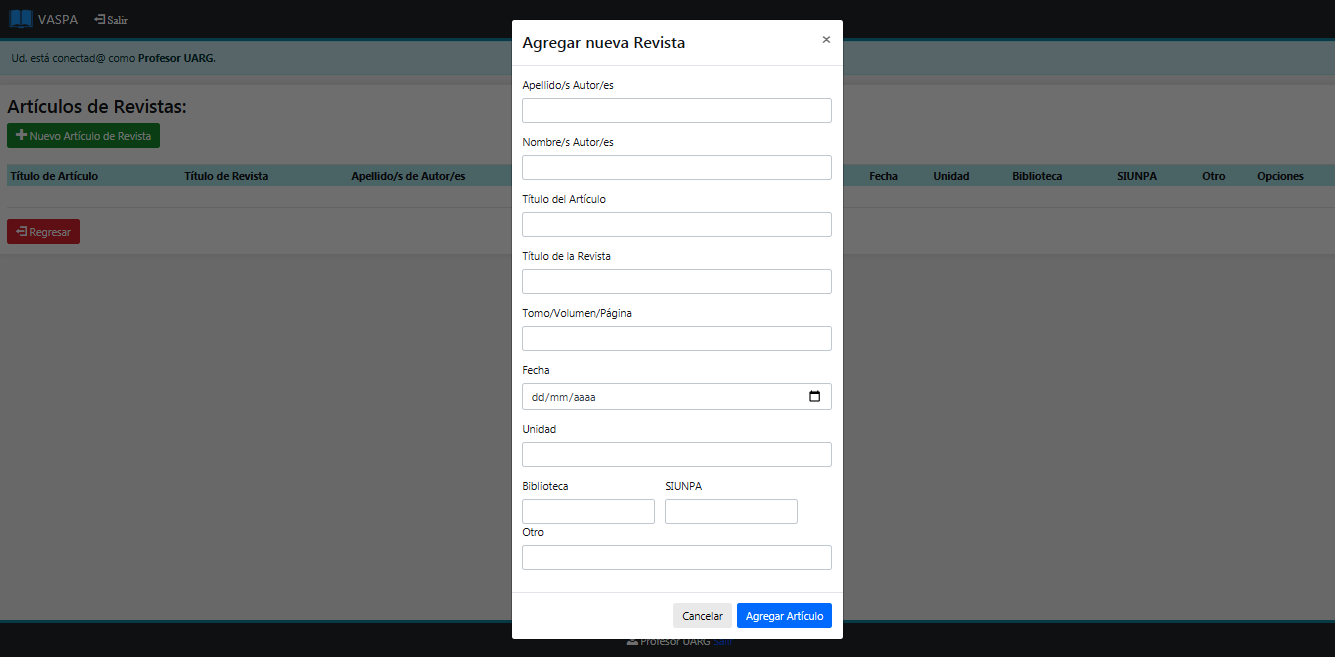 VASPA Salir
Ud. está conectad@ como Profesor UARG.
Artículos de Revistas:
Nuevo Artículo de Revista
Título de Artículo Título de Revista Apellido/s de Autor/es Fecha Unidad Biblioteca SIUNPA Otro Opciones
Regresar
Agregar nueva Revista ×
Apellido/s Autor/es
Nombre/s Autor/es
Título del Artículo
Título de la Revista
Tomo/Volumen/Página
Fecha
dd/mm/aaaa
Unidad
Biblioteca SIUNPA
Otro
Cancelar Agregar Artículo
Profesor UARG Salir